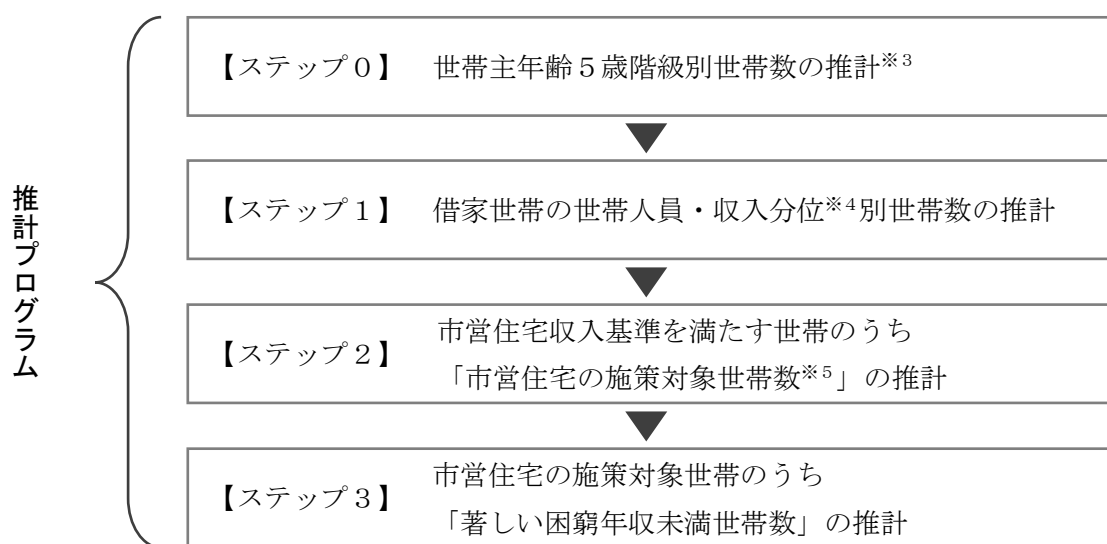 推計プログラム
【ステップ０】 世帯主年齢５歳階級別世帯数の推計※３
【ステップ１】 借家世帯の世帯人員・収入分位※４別世帯数の推計
【ステップ２】 市営住宅収入基準を満たす世帯のうち
「市営住宅の施策対象世帯数※５」の推計
【ステップ３】 市営住宅の施策対象世帯のうち
「著しい困窮年収未満世帯数」の推計